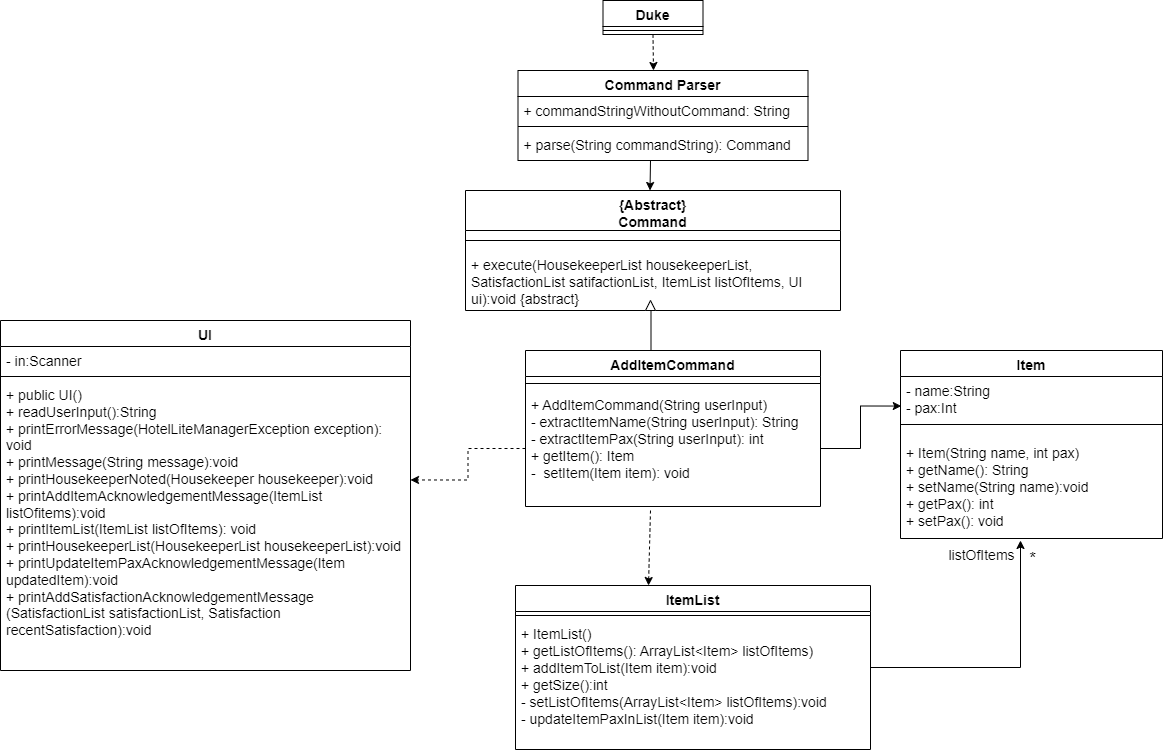 Duke
Command Parser
+ commandStringWithoutCommand: String
+ parse(String commandString): Command
{Abstract}
Command
+ execute(HousekeeperList housekeeperList,
SatisfactionList satifactionList, ItemList listOfItems, UI
ui):void {abstract}
UI
- in:Scanner
+ public UI()
+ readUserInput():String
+ printErrorMessage(HotelLiteManagerException exception):
void
+ printMessage(String message):void
+ printHousekeeperNoted(Housekeeper housekeeper):void
+ printAddItemAcknowledgementMessage(ItemList
listOfitems):void
+ printItemList(ItemList listOfItems): void
+ printHousekeeperList(HousekeeperList housekeeperList):void
+ printUpdateItemPaxAcknowledgementMessage(Item
updatedItem):void
+ printAddSatisfactionAcknowledgementMessage
(SatisfactionList satisfactionList, Satisfaction
recentSatisfaction):void
AddItemCommand
+ AddItemCommand(String userInput)
- extractItemName(String userInput): String
- extractItemPax(String userInput): int
+ getItem(): Item
- setItem(Item item): void
Item
- name:String
- pax:Int
+ Item(String name, int pax)
+ getName(): String
+ setName(String name):void
+ getPax(): int
+ setPax(): void
listOfItems *
ItemList
+ ItemList()
+ getListOfItems(): ArrayList<Item> listOfItems)
+ addItemToList(Item item):void
+ getSize():int
- setListOfItems(ArrayList<Item> listOfItems):void
- updateItemPaxInList(Item item):void